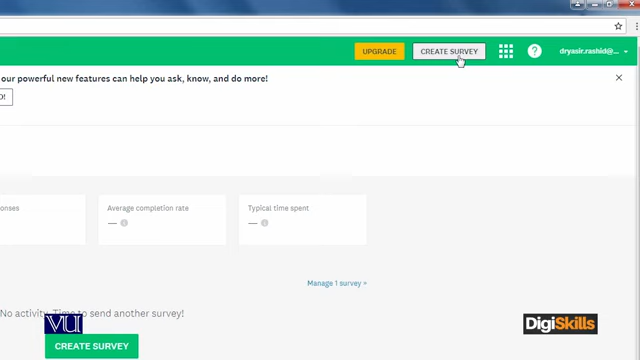 UPGRADE CREATE SURVEY ? dryasir.rashid@...
our powerful new features can help you ask, know, and do more!
Average completion rate
Typical time spent
—
—
Manage 1 survey »
No activity. Time to send another survey!
VU
CREATE SURVEY
DigiSkills